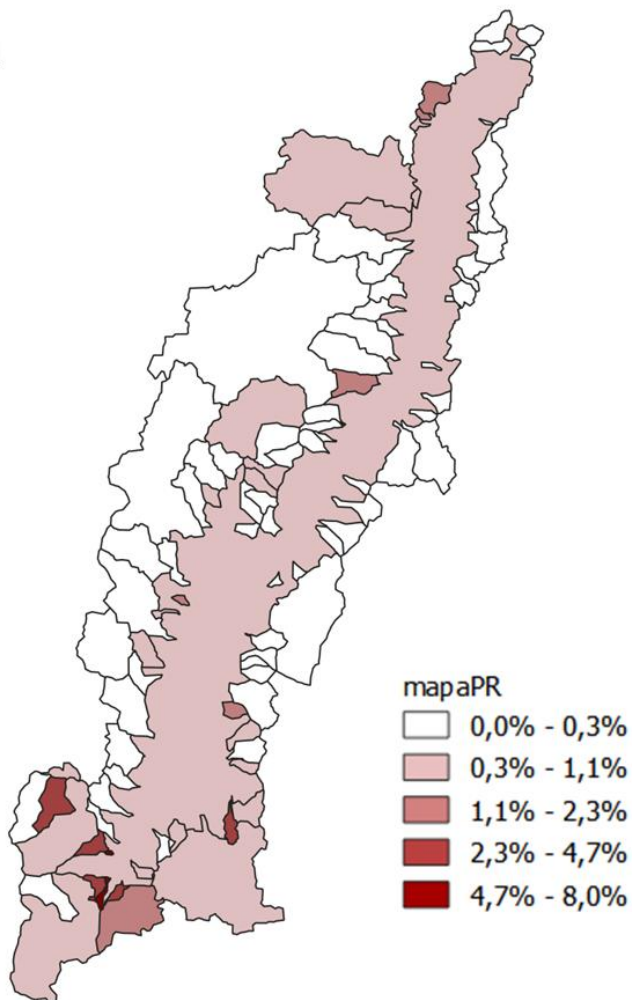 mapaPR
0,0% - 0,3%
0,3% - 1,1%
1,1% - 2,3%
2,3% - 4,7%
4,7% - 8,0%